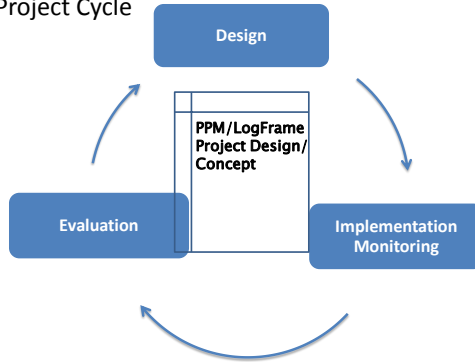 Project Cycle
Design
PPM/LogFrame
Project Design/
Concept
Evaluation
Implementation
Monitoring